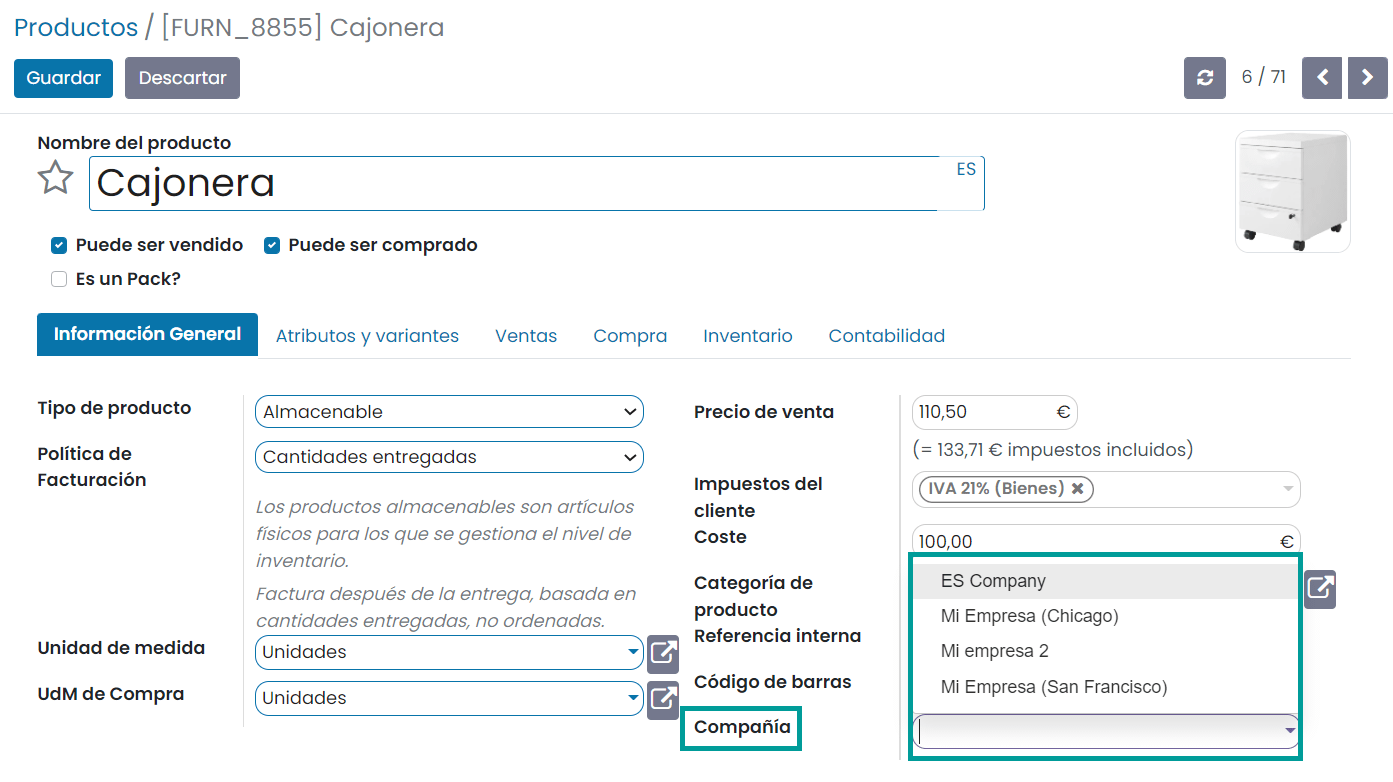 Productos / [FURN_8855] Cajonera
Guardar Descartar 6 / 71
Nombre del producto
Cajonera ES
Puede ser vendido Puede ser comprado
Es un Pack?
Información General Atributos y variantes Ventas Compra Inventario Contabilidad
Tipo de producto Almacenable
Política de Facturación Cantidades entregadas
Los productos almacenables son artículos
físicos para los que se gestiona el nivel de
inventario.
Factura después de la entrega, basada en
cantidades entregadas, no ordenadas.
Unidad de medida Unidades
UdM de Compra Unidades
Precio de venta 110,50 €
(= 133,71 € impuestos incluidos)
Impuestos del
cliente IVA 21% (Bienes)
Coste 100,00 €
Categoría de
producto
Referencia interna
Código de barras
Compañía
ES Company
Mi Empresa (Chicago)
Mi empresa 2
Mi Empresa (San Francisco)